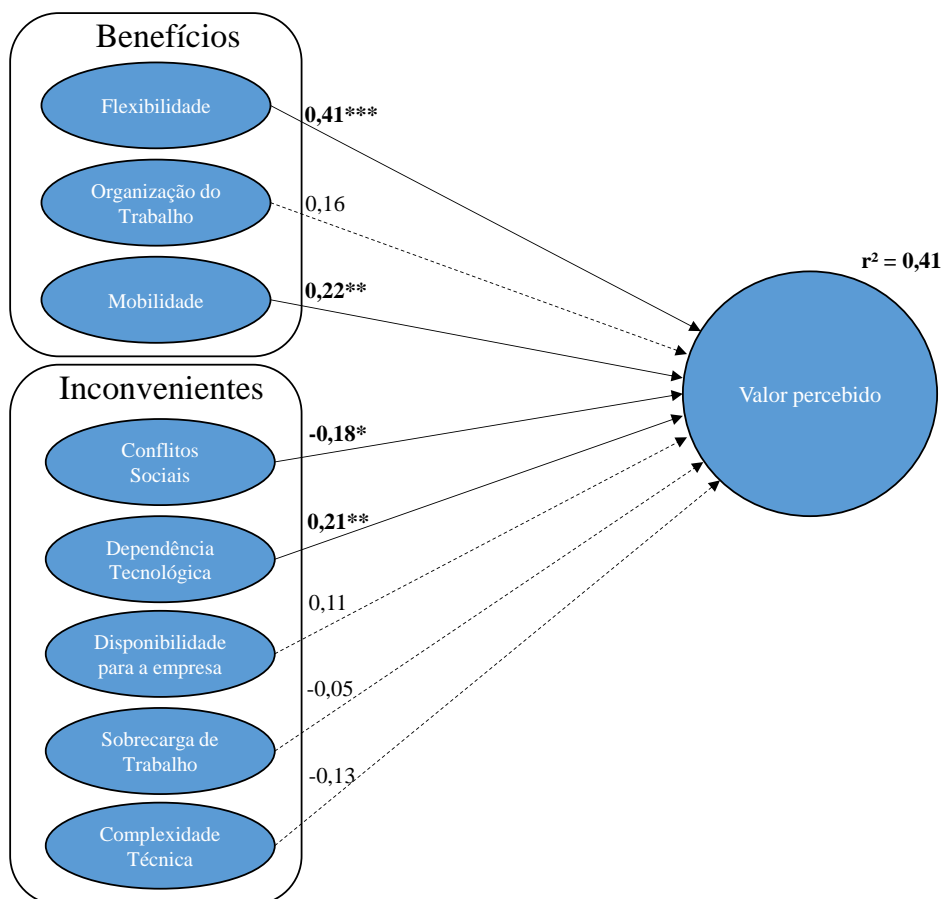 Benefícios
Flexibilidade
0,41***
Organização do
Trabalho
0,16
Mobilidade
0,22**
r² = 0,41
Valor percebido
Inconvenientes
Conflitos
Sociais
-0,18*
Dependência
Tecnológica
0,21**
Disponibilidade
para a empresa
0,11
Sobrecarga de
Trabalho
-0,05
Complexidade
Técnica
-0,13